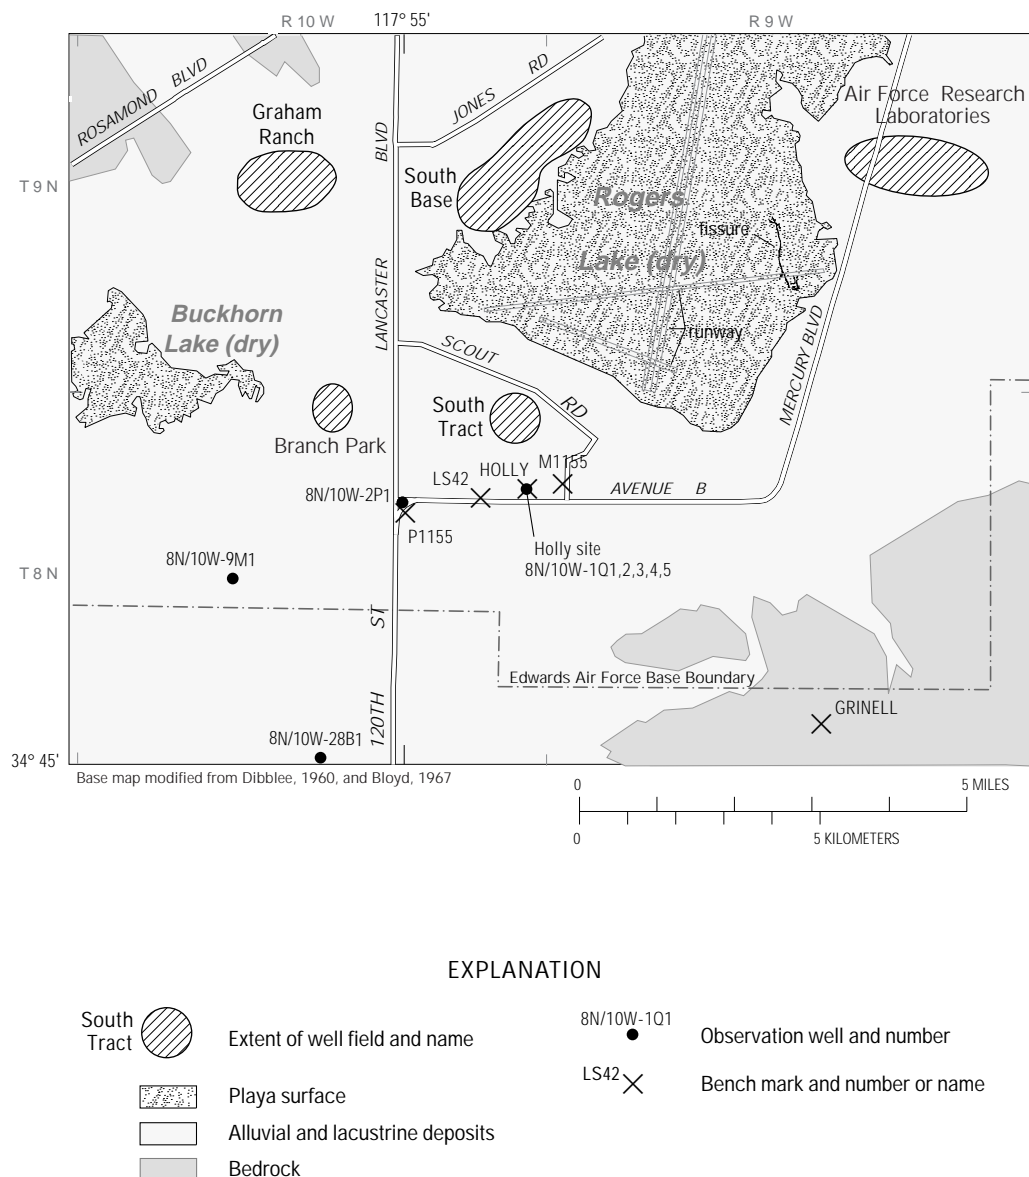 R 10 W
117° 55'
R 9 W
ROSAMOND BLVD
JONES RD
Air Force Research
Laboratories
Graham
Ranch
BLVD
T 9 N
South
Base
Rogers
fissure
Lake (dry)
LANCASTER
Buckhorn
Lake (dry)
runway
MERCURY BLVD
SCOUT
RD
South
Tract
Branch Park
M1155
HOLLY
LS42
8N/10W-2P1
AVENUE B
P1155
Holly site
8N/10W-1Q1,2,3,4,5
8N/10W-9M1
T 8 N
ST
Edwards Air Force Base Boundary
GRINELL
120TH
8N/10W-28B1
34° 45'
Base map modified from Dibblee, 1960, and Bloyd, 1967
0
5 MILES
0
5 KILOMETERS
EXPLANATION
South
Tract
Extent of well field and name
8N/10W-1Q1
Observation well and number
LS42
Bench mark and number or name
Playa surface
Alluvial and lacustrine deposits
Bedrock